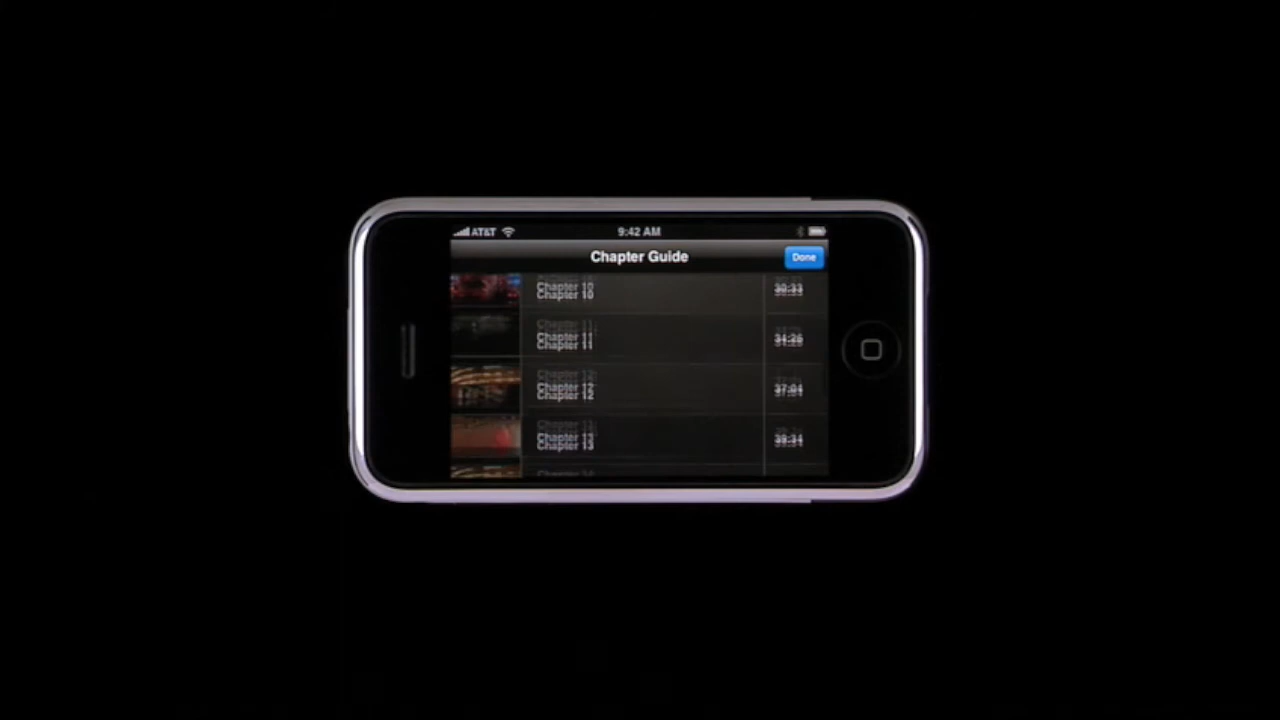 AT&T 9:42 AM
Chapter Guide Done
Chapter 10 30:33
Chapter 11 34:26
Chapter 12 37:04
Chapter 13 39:34